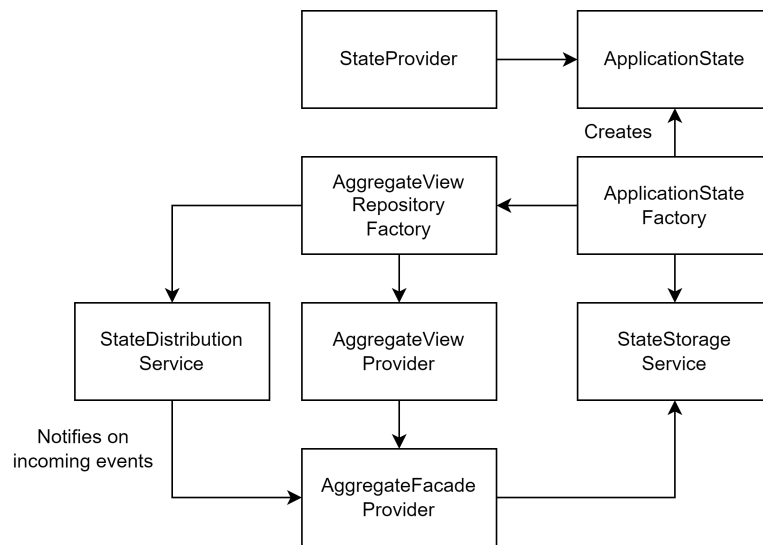 StateProvider
ApplicationState
Creates
AggregateView
Repository
Factory
ApplicationState
Factory
StateDistribution
Service
AggregateView
Provider
StateStorage
Service
Notifies on
incoming events
AggregateFacade
Provider